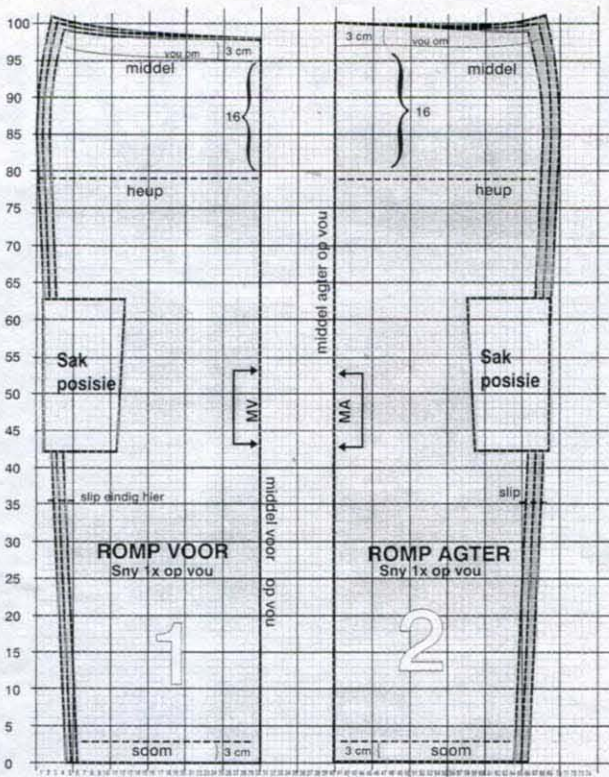 100
95
90
85
80
75
70
65
60
55
50
45
40
35
30
25
20
15
10
5
0
vou om
3 cm
middel
16
heup
Sak
posisie
MV
slip eindig hier
middel voor op vou
ROMP VOOR
Sny 1x op vou
1
soom
3 cm
3 cm
vou om
middel
16
heup
middel agter op vou
Sak
posisie
MA
slip
ROMP AGTER
Sny 1x op vou
2
3 cm
soom